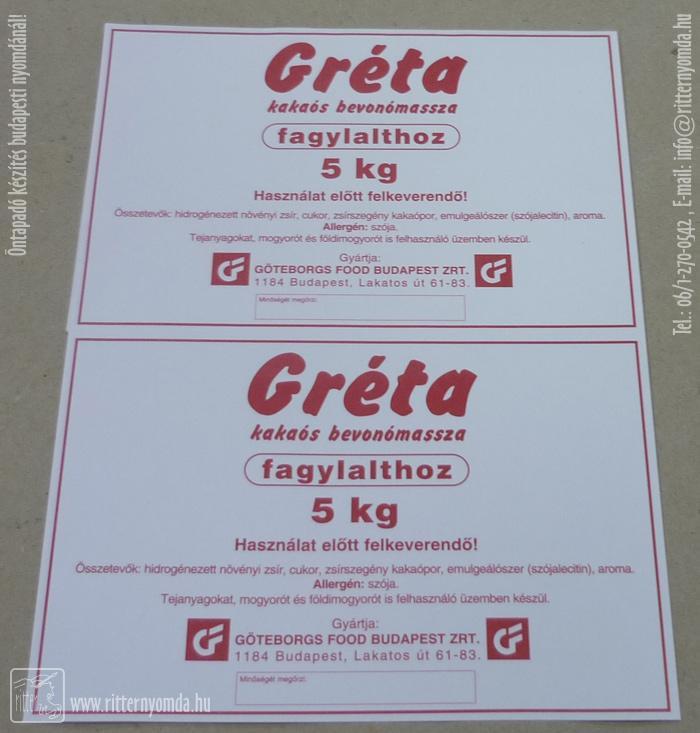 Gréta
kakaós bevonómassza
fagylalthoz
5 kg
Használat előtt felkeverendő!
Összetevők: hidrogénezett növényi zsír, cukor, zsírszegény kakaópor, emulgeálószer (szójalecitin), aroma.
Allergén: szója.
Tejanyagokat, mogyorót és földimogyorót is felhasználó üzemben készül.
Gyártja:
GF GÖTEBORGS FOOD BUDAPEST ZRT. GF
1184 Budapest, Lakatos út 61-83.
Minőségét megőrzi:
Gréta
kakaós bevonómassza
fagylalthoz
5 kg
Használat előtt felkeverendő!
Összetevők: hidrogénezett növényi zsír, cukor, zsírszegény kakaópor, emulgeálószer (szójalecitin), aroma.
Allergén: szója.
Tejanyagokat, mogyorót és földimogyorót is felhasználó üzemben készül.
Gyártja:
GF GÖTEBORGS FOOD BUDAPEST ZRT. GF
1184 Budapest, Lakatos út 61-83.
Minőségét megőrzi:
Öntapadó készítés budapesti nyomdánál!
Tel.: 06/1-270-0542 E-mail: info@ritternyomda.hu
ritter
www.ritternyomda.hu